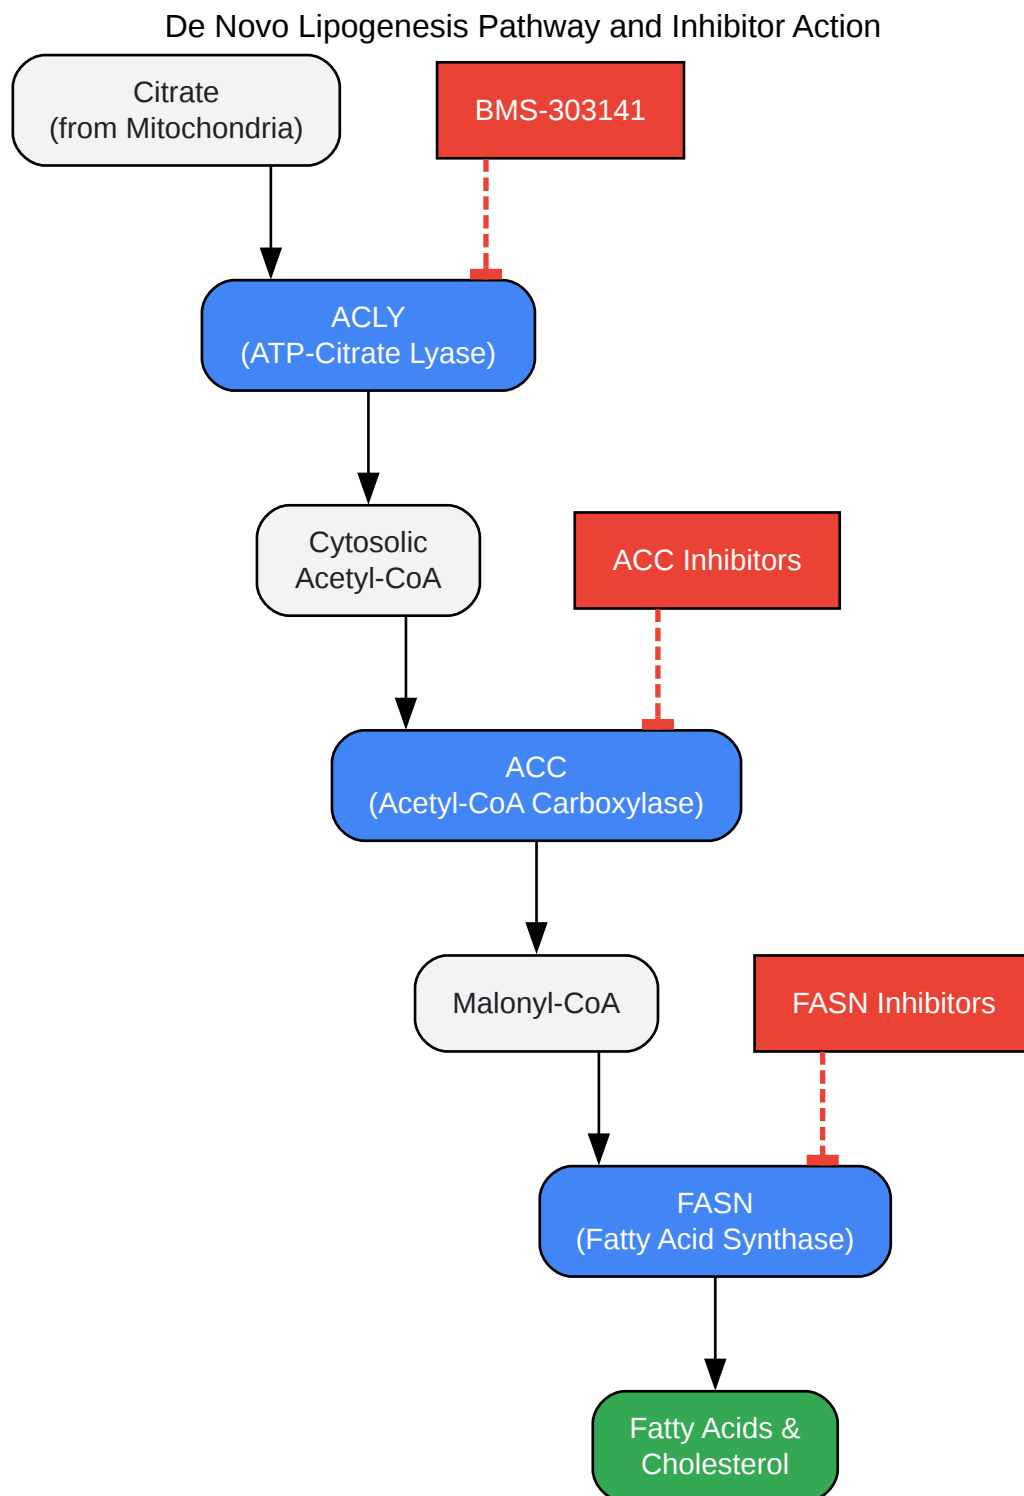 De Novo Lipogenesis Pathway and Inhibitor Action
Citrate
(from Mitochondria)
BMS-303141
ACLY
(ATP-Citrate Lyase)
Cytosolic
Acetyl-CoA
ACC Inhibitors
ACC
(Acetyl-CoA Carboxylase)
Malonyl-CoA
FASN Inhibitors
FASN
(Fatty Acid Synthase)
Fatty Acids &
Cholesterol